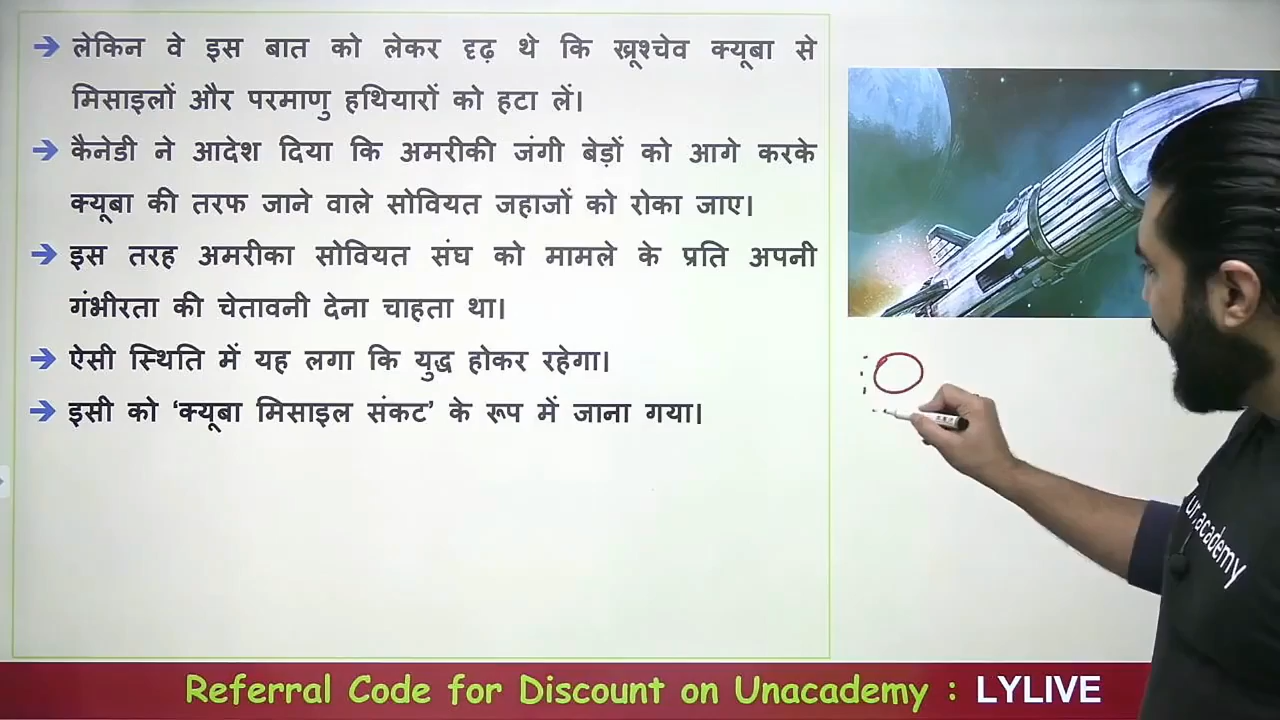 → लेकिन वे इस बात को लेकर दृढ़ थे कि ख्रूश्चेव क्यूबा से
मिसाइलों और परमाणु हथियारों को हटा लें।
→ कैनेडी ने आदेश दिया कि अमरीकी जंगी बेड़ों को आगे करके
क्यूबा की तरफ जाने वाले सोवियत जहाजों को रोका जाए।
→ इस तरह अमरीका सोवियत संघ को मामले के प्रति अपनी
गंभीरता की चेतावनी देना चाहता था।
→ ऐसी स्थिति में यह लगा कि युद्ध होकर रहेगा।
→ इसी को ‘क्यूबा मिसाइल संकट’ के रूप में जाना गया।
unacademy
Referral Code for Discount on Unacademy : LYLIVE